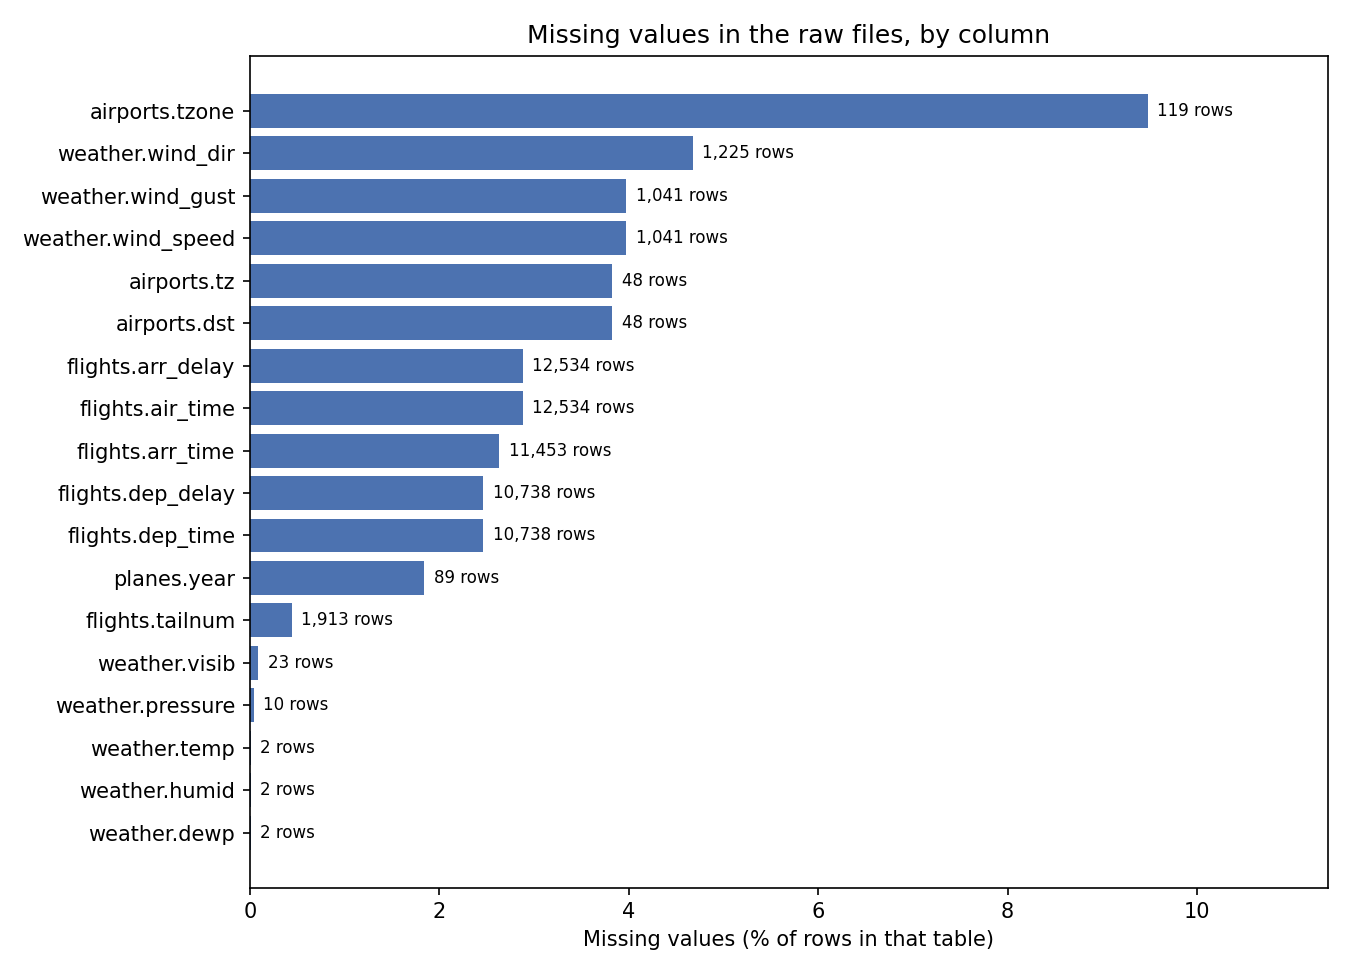 Missing values in the raw files, by column
airports.tzone 119 rows
weather.wind_dir 1,225 rows
weather.wind_gust 1,041 rows
weather.wind_speed 1,041 rows
airports.tz 48 rows
airports.dst 48 rows
flights.arr_delay 12,534 rows
flights.air_time 12,534 rows
flights.arr_time 11,453 rows
flights.dep_delay 10,738 rows
flights.dep_time 10,738 rows
planes.year 89 rows
flights.tailnum 1,913 rows
weather.visib 23 rows
weather.pressure 10 rows
weather.temp 2 rows
weather.humid 2 rows
weather.dewp 2 rows
0 2 4 6 8 10
Missing values (% of rows in that table)